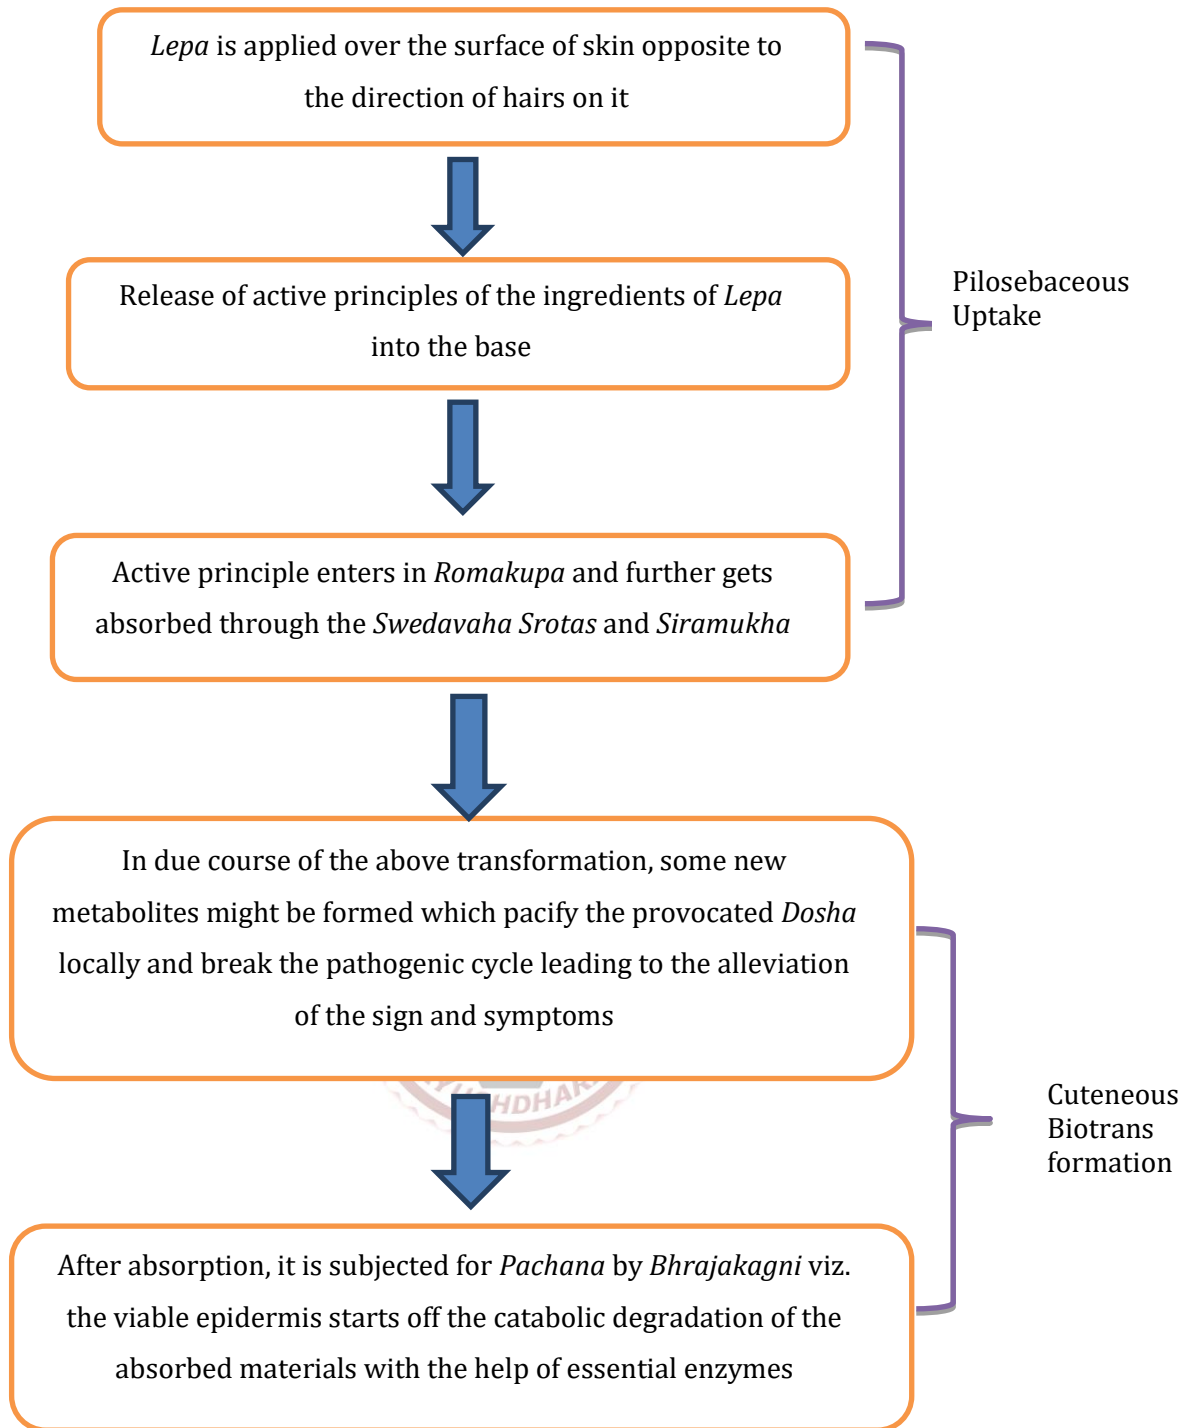 Lepa is applied over the surface of skin opposite to
the direction of hairs on it
Release of active principles of the ingredients of Lepa
into the base
Pilosebaceous
Uptake
Active principle enters in Romakupa and further gets
absorbed through the Swedavaha Srotas and Siramukha
In due course of the above transformation, some new
metabolites might be formed which pacify the provocated Dosha
locally and break the pathogenic cycle leading to the alleviation
of the sign and symptoms
Cuteneous
Biotrans
formation
After absorption, it is subjected for Pachana by Bhrajakagni viz.
the viable epidermis starts off the catabolic degradation of the
absorbed materials with the help of essential enzymes